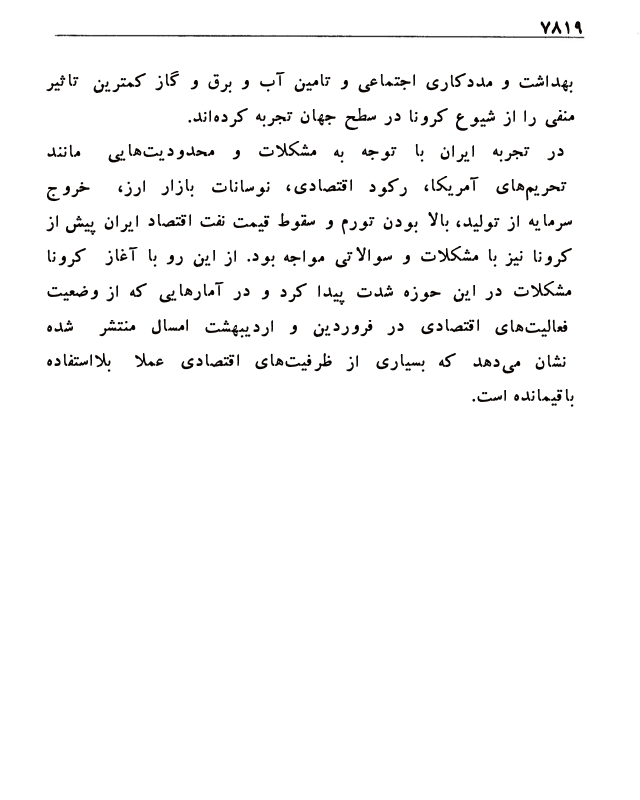 ۷۸۱۹
بهداشت و مددکاری اجتماعی و تامین آب و برق و گاز کمترین تاثیر
منفی را از شیوع کرونا در سطح جهان تجربه کرده‌اند.
در تجربه ایران با توجه به مشکلات و محدودیت‌هایی مانند
تحریم‌های آمریکا، رکود اقتصادی، نوسانات بازار ارز، خروج
سرمایه از تولید، بالا بودن تورم و سقوط قیمت نفت اقتصاد ایران پیش از
کرونا نیز با مشکلات و سوالاتی مواجه بود. از این رو با آغاز کرونا
مشکلات در این حوزه شدت پیدا کرد و در آمارهایی که از وضعیت
فعالیت‌های اقتصادی در فروردین و اردیبهشت امسال منتشر شده
نشان می‌دهد که بسیاری از ظرفیت‌های اقتصادی عملا بلااستفاده
باقیمانده است.